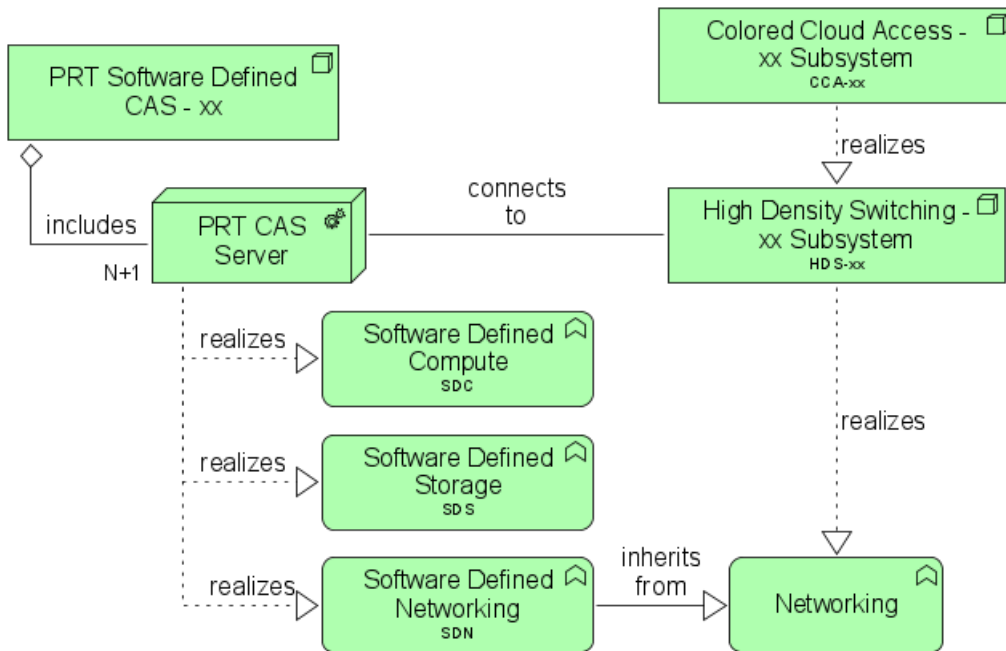 PRT Software Defined
CAS - xx
Colored Cloud Access -
xx Subsystem
CCA-xx
realizes
includes
N+1
PRT CAS
Server
connects
to
High Density Switching -
xx Subsystem
HDS-xx
realizes
Software Defined
Compute
SDC
realizes
realizes
Software Defined
Storage
SDS
realizes
Software Defined
Networking
SDN
inherits
from
Networking